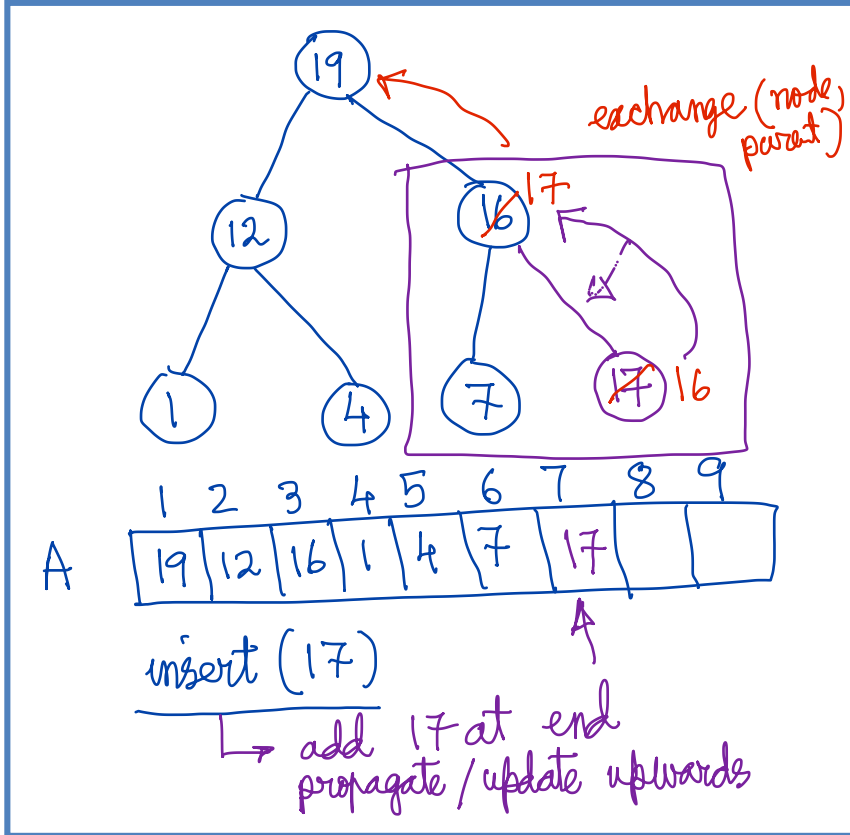 19
exchange (node,
parent)
12
16 17
1
4
7
17 16
1 2 3 4 5 6 7 8 9
A 19 12 16 1 4 7 17
insert (17)
add 17 at end
propagate / update upwards